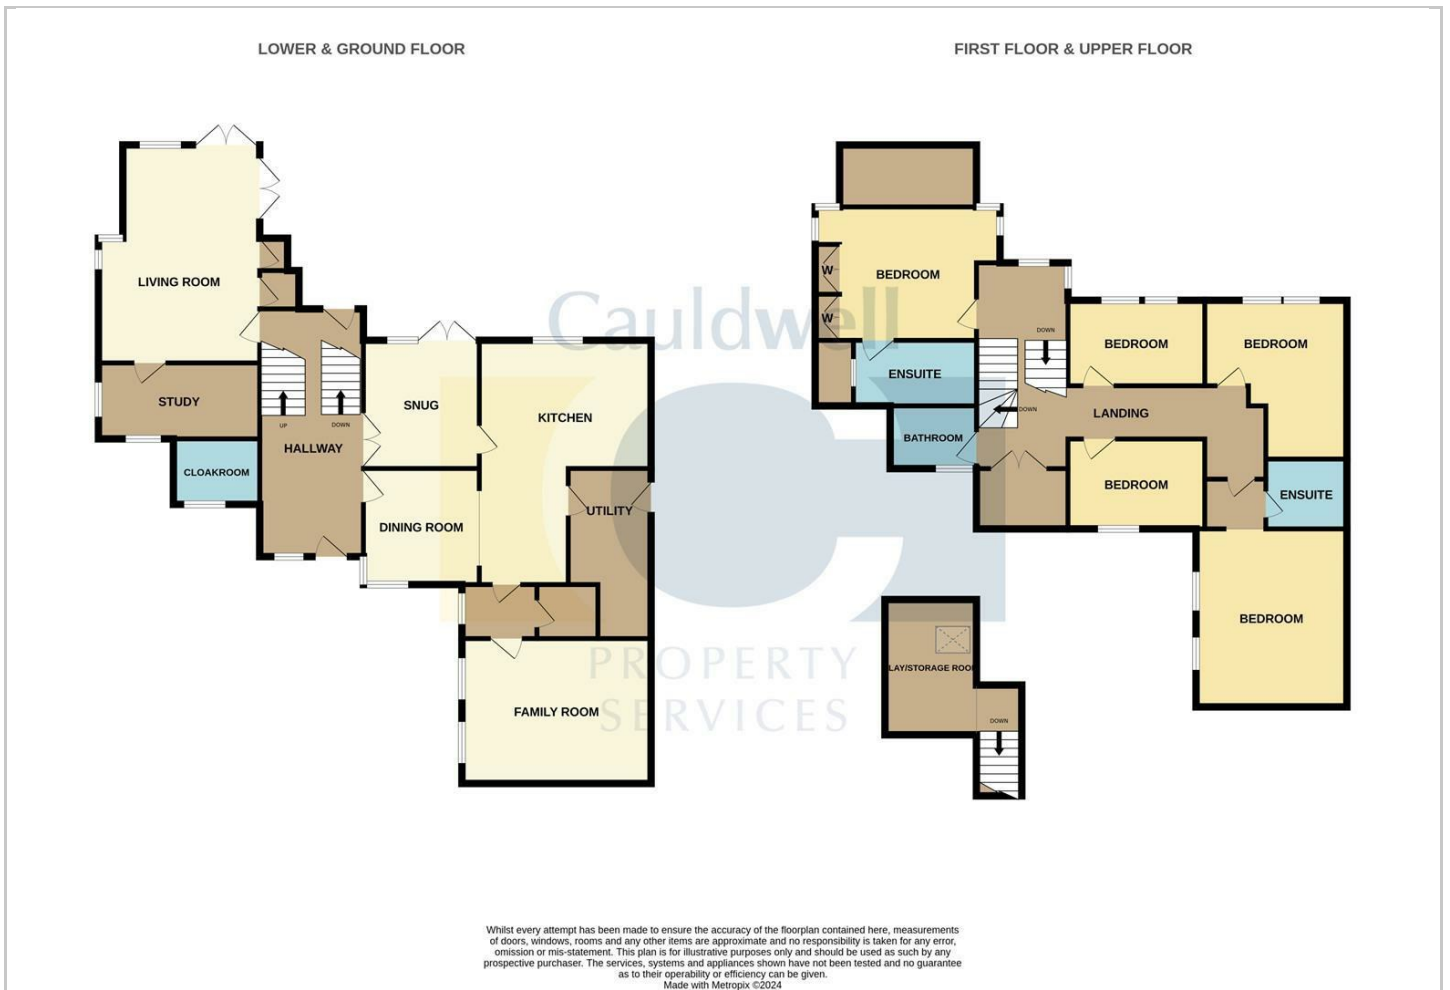 LOWER & GROUND FLOOR
FIRST FLOOR & UPPER FLOOR
LIVING ROOM
STUDY
CLOAKROOM
UP
DOWN
HALLWAY
SNUG
KITCHEN
DINING ROOM
UTILITY
FAMILY ROOM
BEDROOM
W
W
ENSUITE
BATHROOM
DOWN
DOWN
LANDING
BEDROOM
BEDROOM
BEDROOM
ENSUITE
BEDROOM
LAY/STORAGE ROO
DOWN
Cauldwell
PROPERTY
SERVICES
Whilst every attempt has been made to ensure the accuracy of the floorplan contained here, measurements
of doors, windows, rooms and any other items are approximate and no responsibility is taken for any error,
omission or mis-statement. This plan is for illustrative purposes only and should be used as such by any
prospective purchaser. The services, systems and appliances shown have not been tested and no guarantee
as to their operability or efficiency can be given.
Made with Metropix ©2024